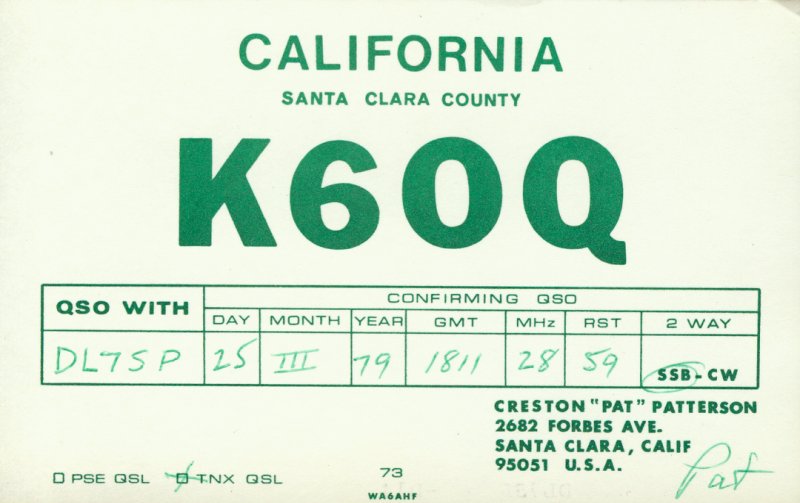 CALIFORNIA
SANTA CLARA COUNTY
K6OQ
QSO WITH
CONFIRMING QSO
DAY MONTH YEAR GMT MHz RST 2 WAY
DL7SP 25 III 79 1811 28 59 SSB-CW
CRESTON "PAT" PATTERSON
2682 FORBES AVE.
SANTA CLARA, CALIF
95051 U.S.A.
Pat
PSE QSL TNX QSL 73
WA6AHF